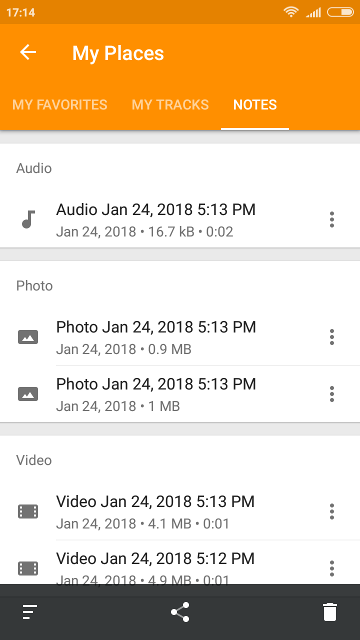 17:14
My Places
MY FAVORITES MY TRACKS NOTES
Audio
Audio Jan 24, 2018 5:13 PM
Jan 24, 2018 • 16.7 kB • 0:02
Photo
Photo Jan 24, 2018 5:13 PM
Jan 24, 2018 • 0.9 MB
Photo Jan 24, 2018 5:13 PM
Jan 24, 2018 • 1 MB
Video
Video Jan 24, 2018 5:13 PM
Jan 24, 2018 • 4.1 MB • 0:01
Video Jan 24, 2018 5:12 PM
Jan 24, 2018 • 4.9 MB • 0:01